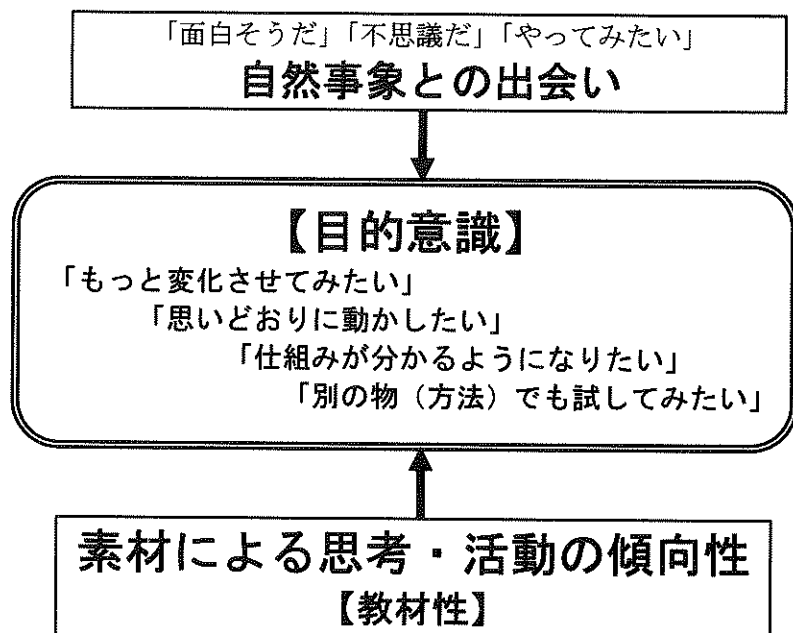 「面白そうだ」「不思議だ」「やってみたい」
自然事象との出会い
【目的意識】
「もっと変化させてみたい」
「思いどおりに動かしたい」
「仕組みが分かるようになりたい」
「別の物（方法）でも試してみたい」
素材による思考・活動の傾向性
【教材性】